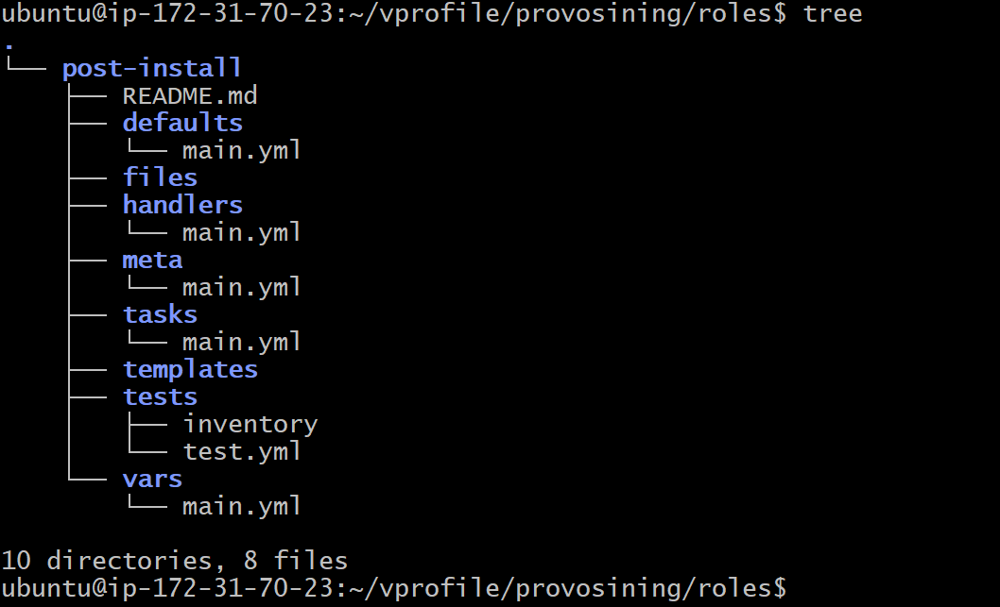 ubuntu@ip-172-31-70-23:~/vprofile/provosining/roles$ tree
.
└── post-install
    ├── README.md
    ├── defaults
    │   └── main.yml
    ├── files
    ├── handlers
    │   └── main.yml
    ├── meta
    │   └── main.yml
    ├── tasks
    │   └── main.yml
    ├── templates
    ├── tests
    │   ├── inventory
    │   └── test.yml
    └── vars
        └── main.yml
10 directories, 8 files
ubuntu@ip-172-31-70-23:~/vprofile/provosining/roles$